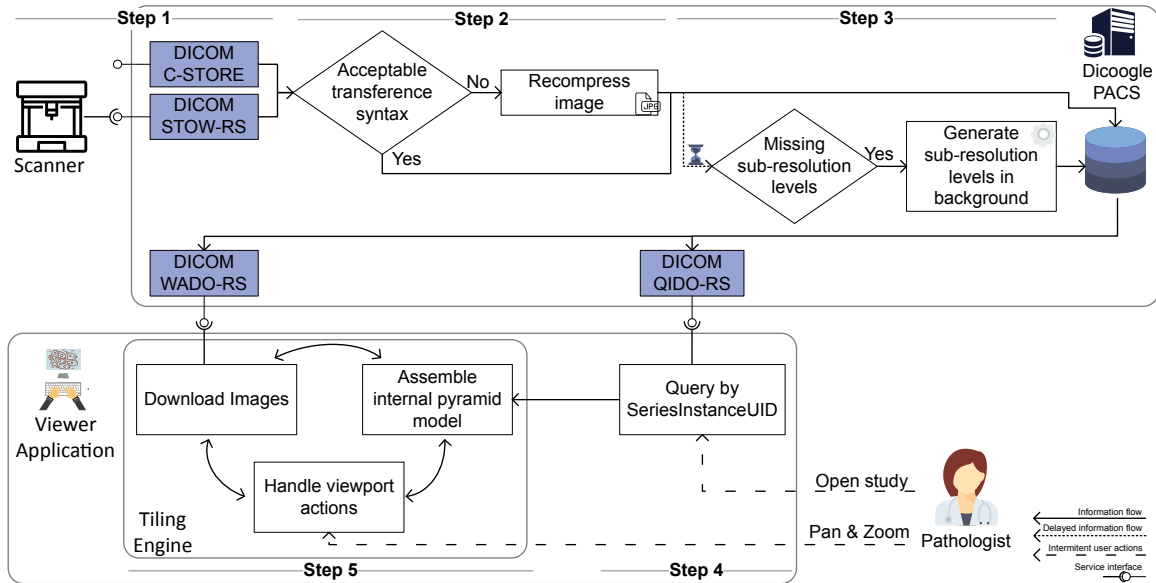 Step 1
Step 2
Step 3
DICOM
C-STORE
DICOM
STOW-RS
Scanner
Acceptable
transference
syntax
No
Yes
Recompress
image
JPG
Missing
sub-resolution
levels
Yes
Generate
sub-resolution
levels in
background
Dicoogle
PACS
DICOM
WADO-RS
DICOM
QIDO-RS
Viewer
Application
Download Images
Assemble
internal pyramid
model
Query by
SeriesInstanceUID
Handle viewport
actions
Tiling
Engine
Open study
Pan & Zoom
Pathologist
Information flow
Delayed information flow
Intermitent user actions
Service interface
Step 5
Step 4